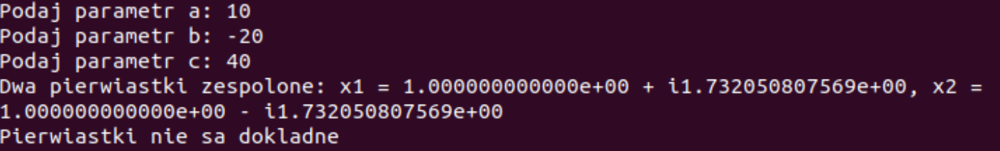 Podaj parametr a: 10
Podaj parametr b: -20
Podaj parametr c: 40
Dwa pierwiastki zespolone: x1 = 1.000000000000e+00 + i1.732050807569e+00, x2 =
1.000000000000e+00 - i1.732050807569e+00
Pierwiastki nie sa dokladne